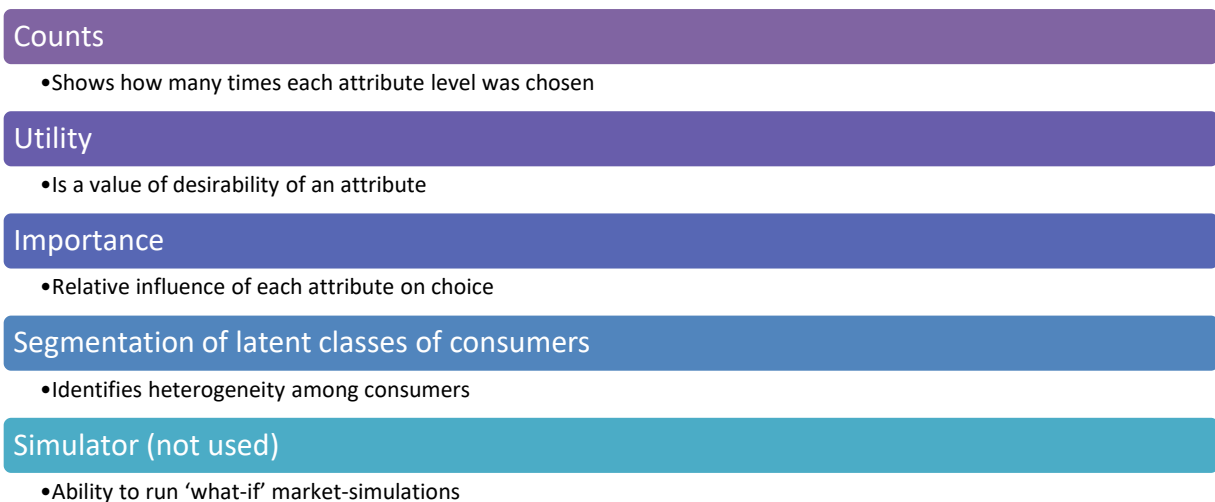 Counts
•Shows how many times each attribute level was chosen
Utility
•Is a value of desirability of an attribute
Importance
•Relative influence of each attribute on choice
Segmentation of latent classes of consumers
•Identifies heterogeneity among consumers
Simulator (not used)
•Ability to run ‘what-if’ market-simulations